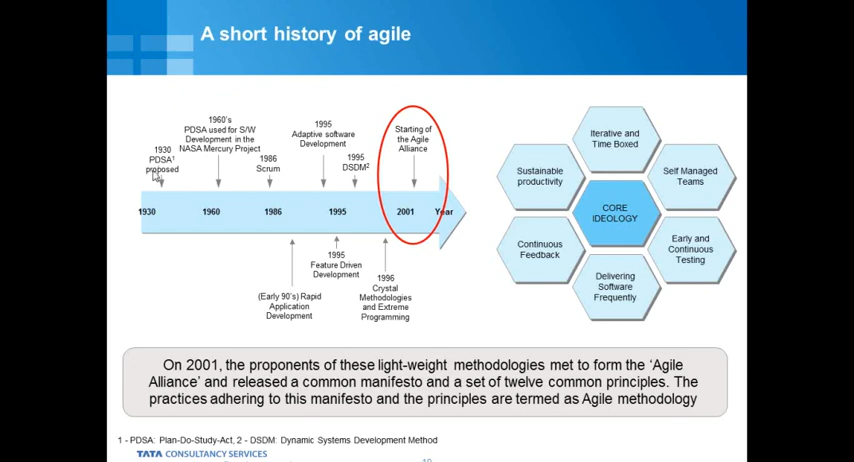 A short history of agile
1960's
PDSA used for S/W
Development in the
NASA Mercury Project
1930
PDSA1
proposed
1986
Scrum
1995
Adaptive software
Development
1995
DSDM2
Starting of
the Agile
Alliance
1930 1960 1986 1995 2001 Year
(Early 90's) Rapid
Application
Development
1995
Feature Driven
Development
1996
Crystal
Methodologies
and Extreme
Programming
Iterative and
Time Boxed
Sustainable
productivity
Self Managed
Teams
CORE
IDEOLOGY
Continuous
Feedback
Early and
Continuous
Testing
Delivering
Software
Frequently
On 2001, the proponents of these light-weight methodologies met to form the 'Agile
Alliance' and released a common manifesto and a set of twelve common principles. The
practices adhering to this manifesto and the principles are termed as Agile methodology
1 - PDSA: Plan-Do-Study-Act, 2 - DSDM: Dynamic Systems Development Method
TATA CONSULTANCY SERVICES